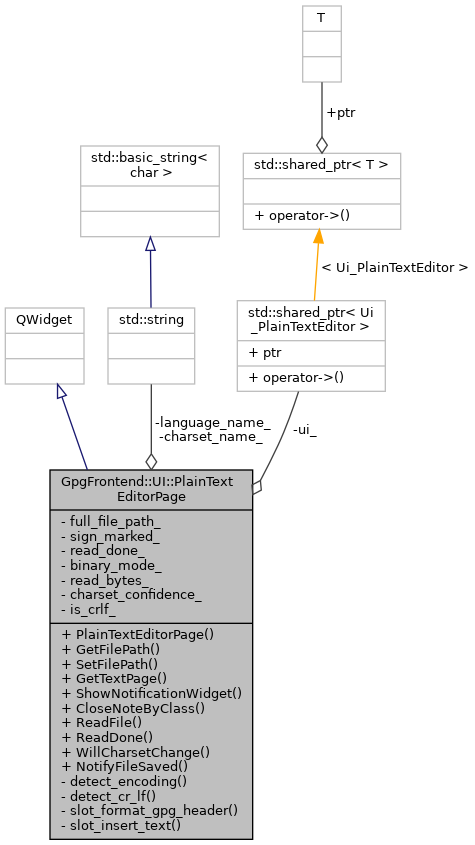 T
+ptr
std::basic_string<
char >
std::shared_ptr< T >
+ operator->()
< Ui_PlainTextEditor >
QWidget
std::string
std::shared_ptr< Ui
_PlainTextEditor >
+ ptr
+ operator->()
-language_name_
-charset_name_
-ui_
GpgFrontend::UI::PlainText
EditorPage
- full_file_path_
- sign_marked_
- read_done_
- binary_mode_
- read_bytes_
- charset_confidence_
- is_crlf_
+ PlainTextEditorPage()
+ GetFilePath()
+ SetFilePath()
+ GetTextPage()
+ ShowNotificationWidget()
+ CloseNoteByClass()
+ ReadFile()
+ ReadDone()
+ WillCharsetChange()
+ NotifyFileSaved()
- detect_encoding()
- detect_cr_lf()
- slot_format_gpg_header()
- slot_insert_text()